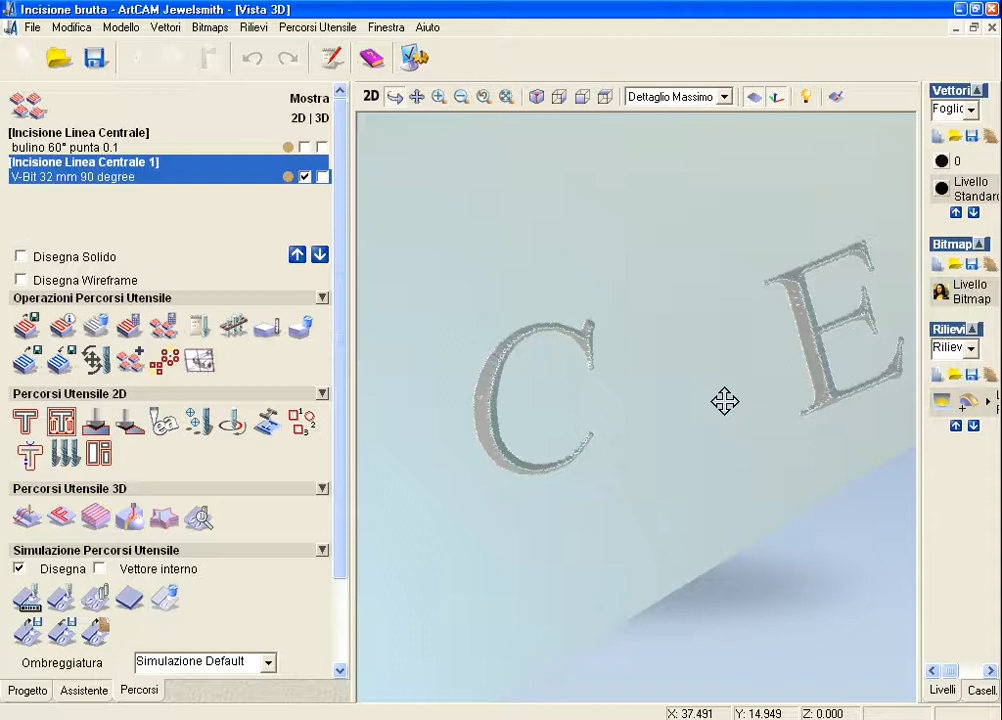 Incisione brutta - ArtCAM Jewelsmith - [Vista 3D]
File Modifica Modello Vettori Bitmaps Rilievi Percorsi Utensile Finestra Aiuto
Mostra
2D | 3D
[Incisione Linea Centrale]
bulino 60° punta 0.1
[Incisione Linea Centrale 1]
V-Bit 32 mm 90 degree
Disegna Solido
Disegna Wireframe
Operazioni Percorsi Utensile
Percorsi Utensile 2D
Percorsi Utensile 3D
Simulazione Percorsi Utensile
Disegna Vettore interno
Ombreggiatura Simulazione Default
Progetto Assistente Percorsi
2D Dettaglio Massimo
C E
Vettori
Foglio
0
Livello
Standar
Bitmap
Livello
Bitmap
Rilievi
Riliev
Livelli Casell.
X: 37.491 Y: 14.949 Z: 0.000